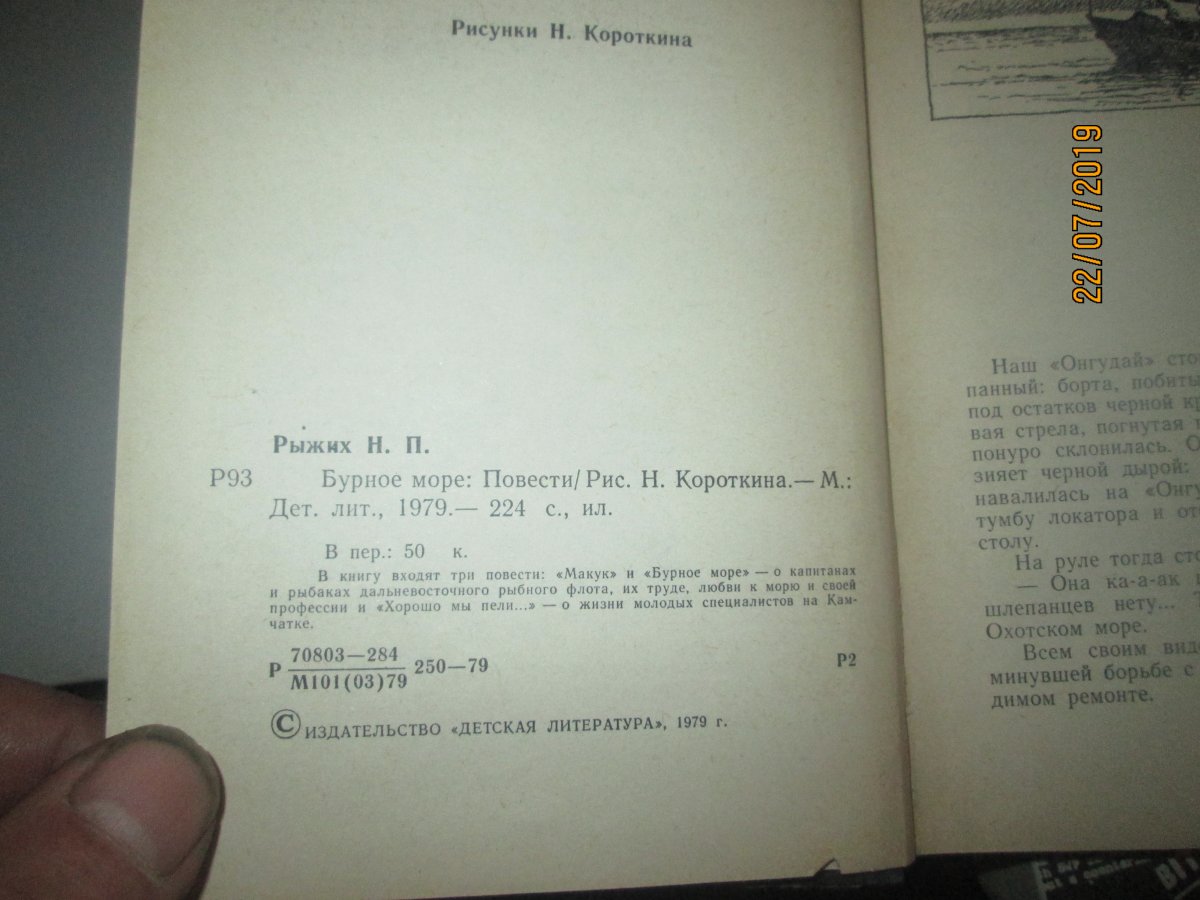 Рисунки Н. Короткина
Рыжих Н. П.
Р93 Бурное море: Повести/Рис. Н. Короткина.— М.:
Дет. лит., 1979.— 224 с., ил.
В пер.: 50 к.
В книгу входят три повести: «Макук» и «Бурное море» — о капитанах
и рыбаках дальневосточного рыбного флота, их труде, любви к морю и своей
профессии и «Хорошо мы пели...» — о жизни молодых специалистов на Кам-
чатке.
Р 70803—284
М101(03)79 250—79
Р2
© ИЗДАТЕЛЬСТВО «ДЕТСКАЯ ЛИТЕРАТУРА», 1979 г.
22/07/2019
Наш «Онгудай»
панный: борта,
под остатков черной
вая стрела, погнутая
понуро склонилась.
зияет черной дырой:
навалилась на
тумбу локатора и
столу.
На руле тогда
— Она ка-а-ак
шлепанцев нету...
Охотском море.
Всем своим
минувшей борьбе с
димом ремонте.